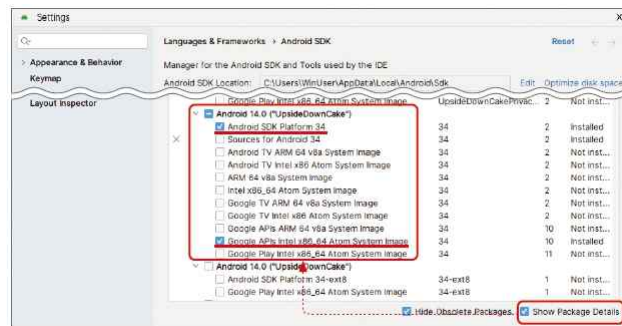 Settings
X
Q-
Languages & Frameworks › Android SDK
Reset ← →
Appearance & Behavior
Manager for the Android SDK and Tools used by the IDE
Keymap
Android SDK Location: C:\Users\WinUser\AppData\Local\Android\Sdk Edit Optimize disk space
Layout Inspector
Google Play Intel x86_64 Atom System Image UpsideDownCakePrivac... 2 Not inst...
Android 14.0 ("UpsideDownCake")
Android SDK Platform 34 34 2 Installed
Sources for Android 34 34 2 Installed
Android TV ARM 64 v8a System Image 34 2 Not inst...
Android TV Intel x86 Atom System Image 34 2 Not inst...
ARM 64 v8a System Image 34 2 Not inst...
Intel x86_64 Atom System Image 34 2 Not inst...
Google TV ARM 64 v8a System Image 34 2 Not inst...
Google TV Intel x86 Atom System Image 34 2 Not inst...
Google APIs ARM 64 v8a System Image 34 10 Not inst...
Google APIs Intel x86_64 Atom System Image 34 10 Installed
Google Play Intel x86_64 Atom System Image 34 11 Not inst...
Android 14.0 ("UpsideDownCake")
Android SDK Platform 34-ext8 34-ext8 1 Not inst...
Google Play Intel x86_64 Atom System Image 34-ext8 1 Not inst...
Hide Obsolete Packages Show Package Details